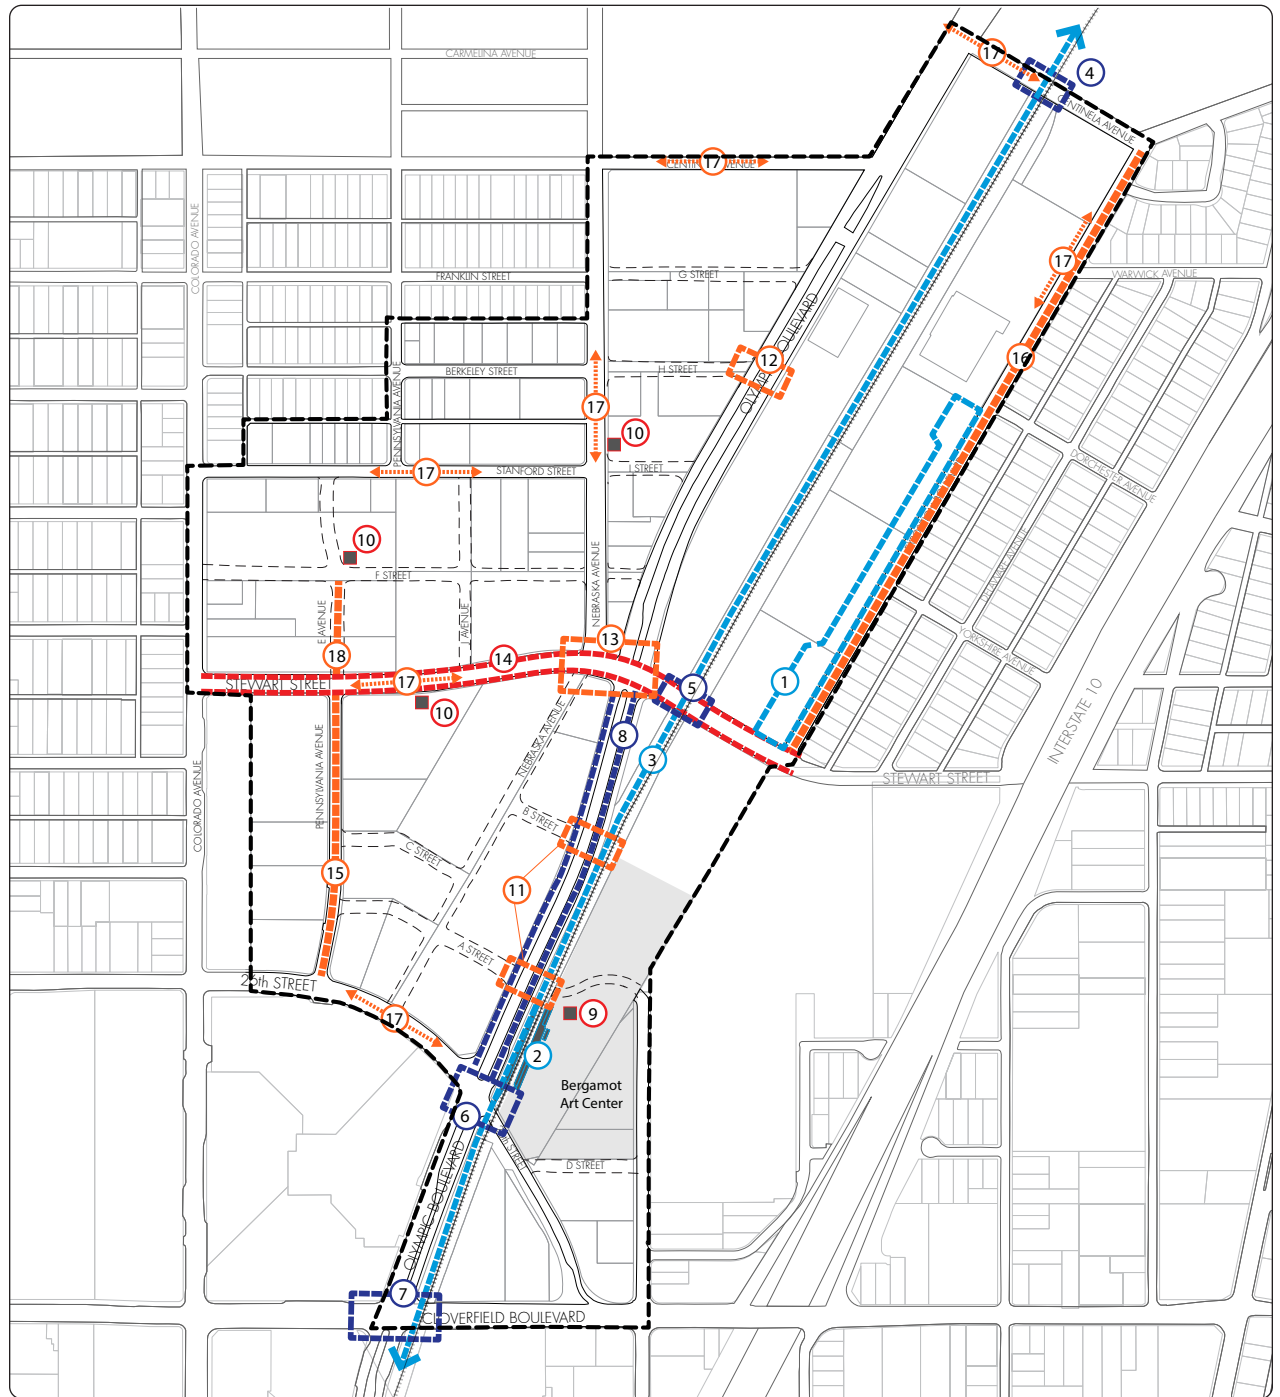 CARMELINA AVENUE
17
4
CENTINELA AVENUE
17
COLORADO AVENUE
FRANKLIN STREET
G STREET
17
WARWICK AVENUE
OLYMPIC BOULEVARD
12
16
BERKELEY STREET
H STREET
PENNSYLVANIA AVENUE
17
10
17
STANFORD STREET
I STREET
DORCHESTER AVENUE
10
F STREET
NEBRASKA AVENUE
DELAWARE AVENUE
E AVENUE
J AVENUE
YORKSHIRE AVENUE
13
18
14
STEWART STREE
17
5
1
10
INTERSTATE 10
8
3
NEBRASKA AVENUE
STEWART STREET
PENNSYLVANIA AVENUE
COLORADO AVENUE
B STREET
C STREET
15
11
A STREET
26th STREET
17
9
2
Bergamot
Art Center
6
D STREET
OLYMPIC BOULEVARD
7
CLOVERFIELD BOULEVARD